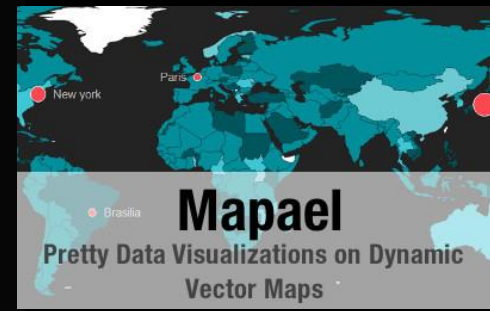 Paris
New york
Brasilia
Mapael
Pretty Data Visualizations on Dynamic
Vector Maps